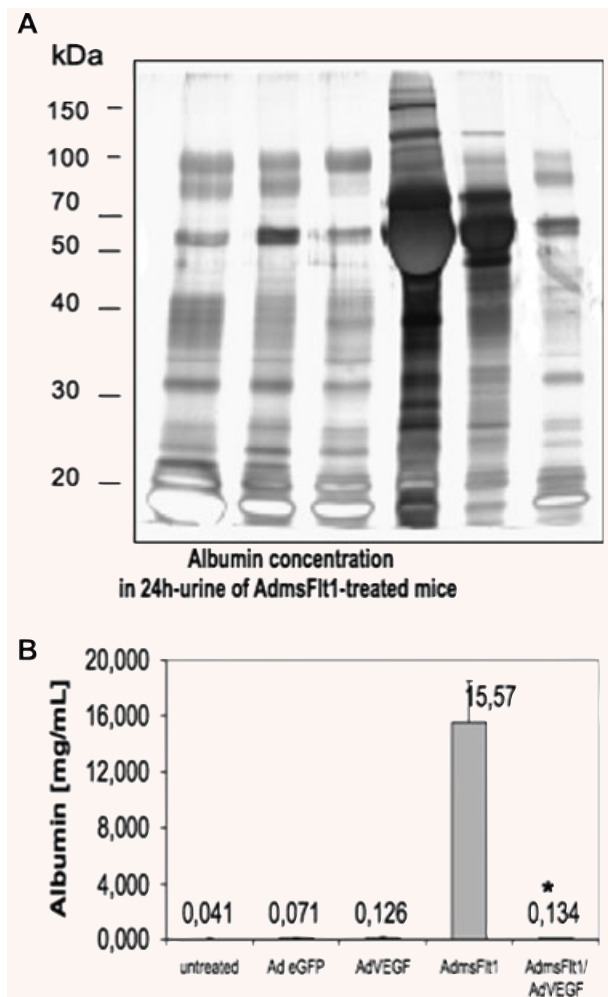 A
kDa
150
100
70
50
40
30
20
Albumin concentration
in 24h-urine of AdmsFlt1-treated mice
B
Albumin [mg/mL]
20,000
16,000
12,000
8,000
4,000
0,000
0,041
0,071
0,126
15,57
*
0,134
untreated
Ad eGFP
AdVEGF
AdmsFlt1
AdmsFlt1/
AdVEGF